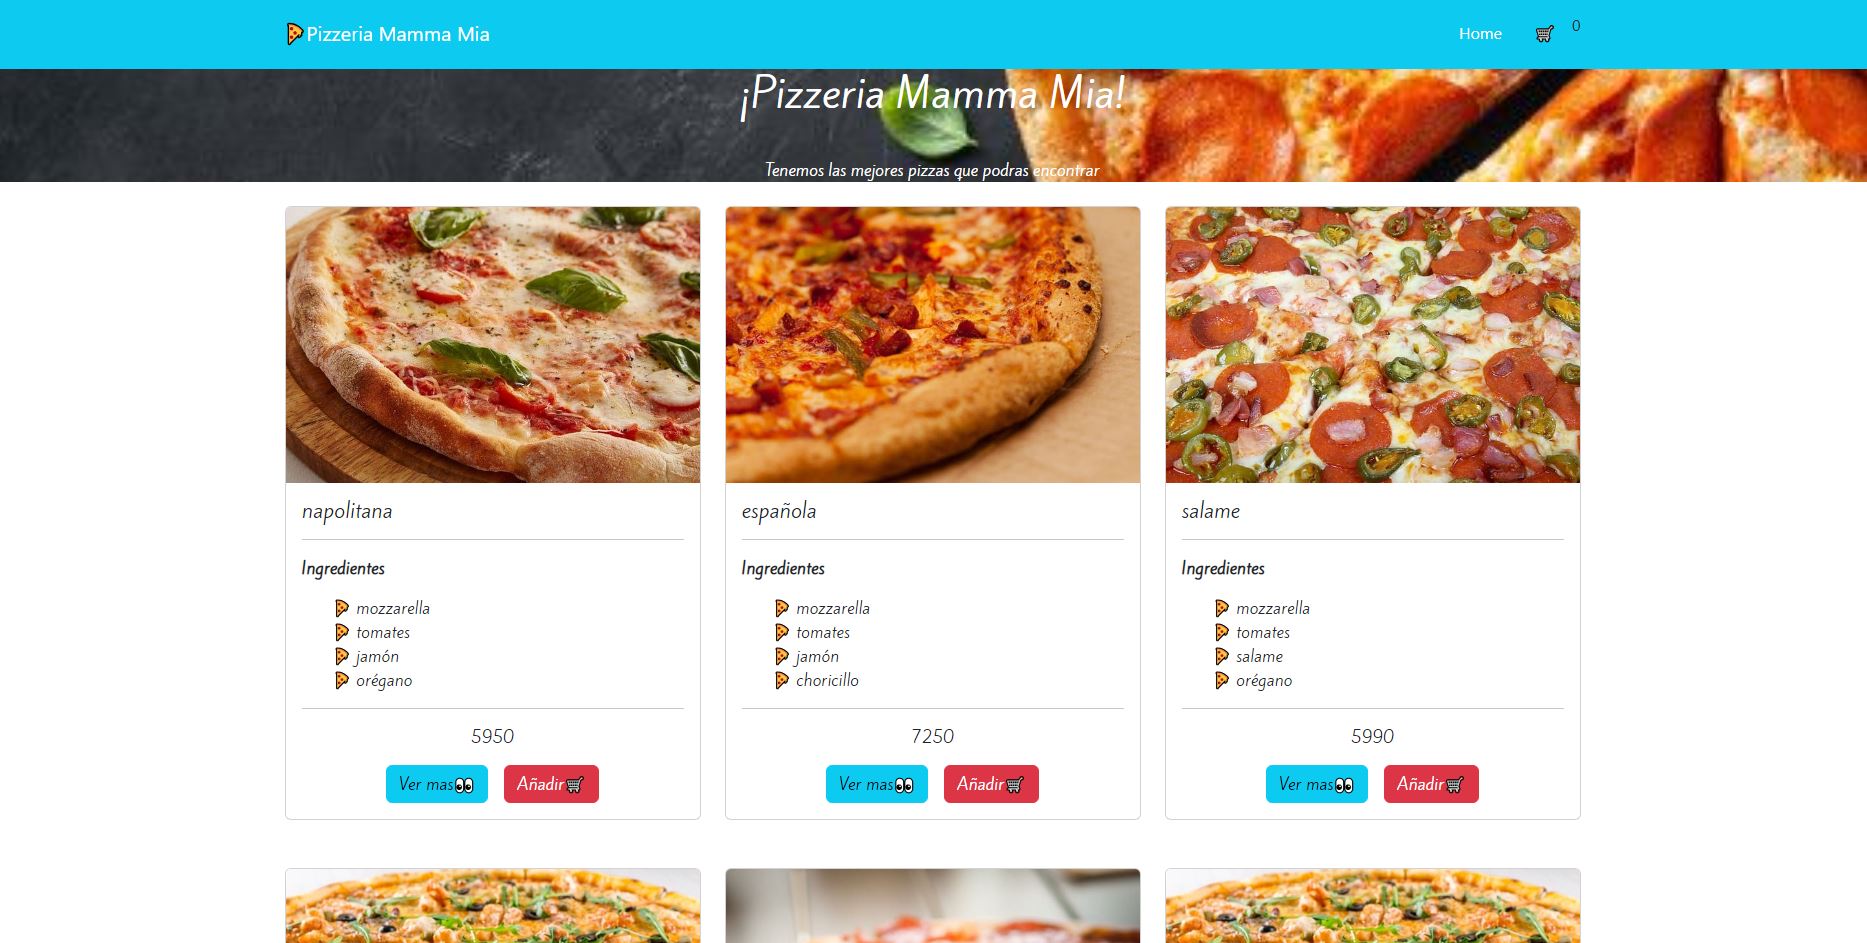 Pizzeria Mamma Mia
Home
0
¡Pizzeria Mamma Mia!
Tenemos las mejores pizzas que podras encontrar
napolitana
Ingredientes
mozzarella
tomates
jamón
orégano
5950
Ver mas
Añadir
española
Ingredientes
mozzarella
tomates
jamón
choricillo
7250
Ver mas
Añadir
salame
Ingredientes
mozzarella
tomates
salame
orégano
5990
Ver mas
Añadir